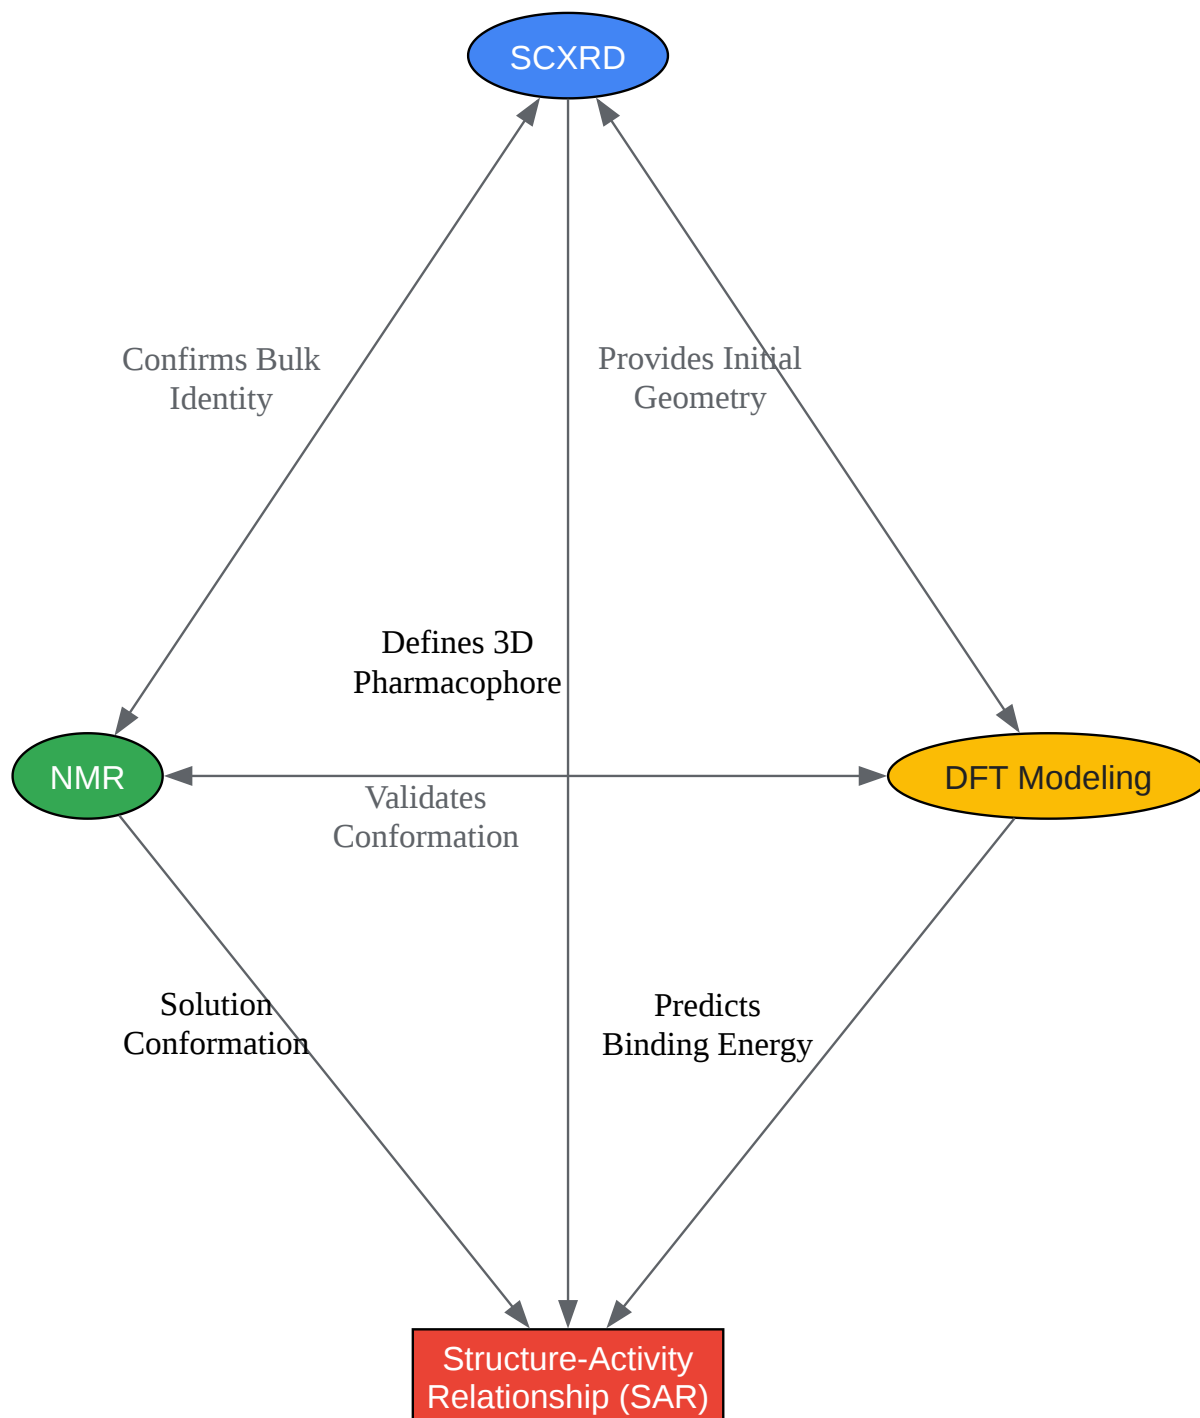 SCXRD
Confirms Bulk
Identity
Provides Initial
Geometry
Defines 3D
Pharmacophore
NMR
DFT Modeling
Validates
Conformation
Solution
Conformation
Predicts
Binding Energy
Structure-Activity
Relationship (SAR)